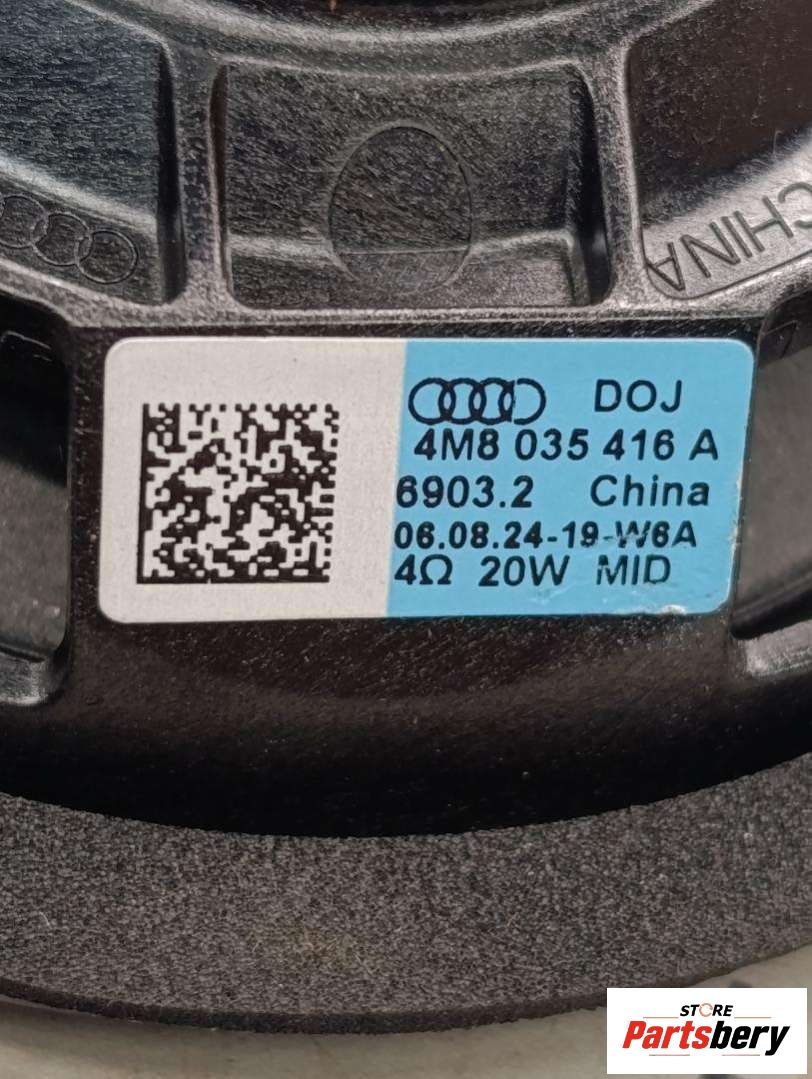 CHINA
DOJ
4M8 035 416 A
6903.2 China
06.08.24-19-W6A
4Ω 20W MID
STORE
Partsbery